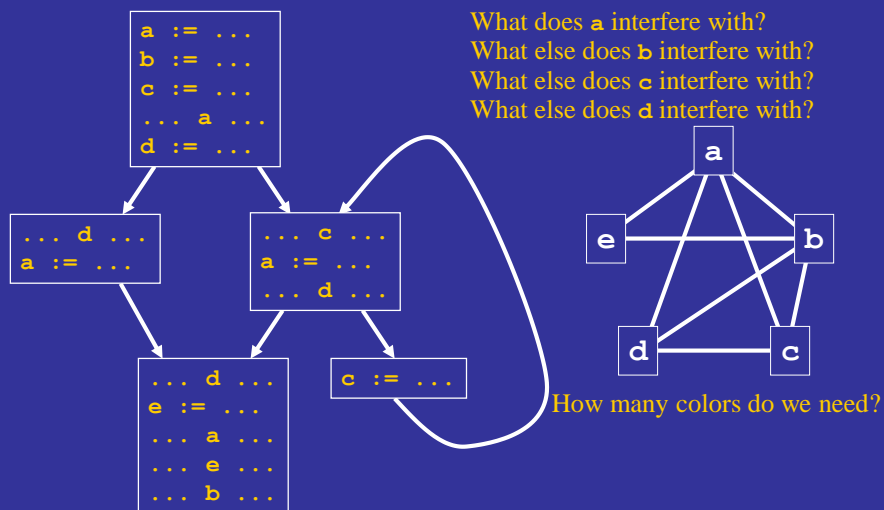 a := ...
b := ...
c := ...
... a ...
d := ...
What does a interfere with?
What else does b interfere with?
What else does c interfere with?
What else does d interfere with?
... d ...
a := ...
... c ...
a := ...
... d ...
... d ...
e := ...
... a ...
... e ...
... b ...
c := ...
a
e
b
d
c
How many colors do we need?